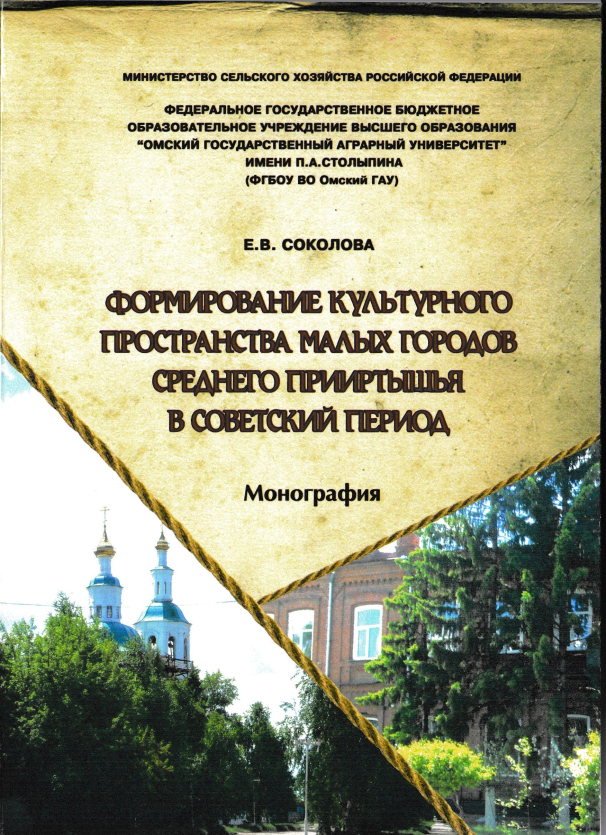 МИНИСТЕРСТВО СЕЛЬСКОГО ХОЗЯЙСТВА РОССИЙСКОЙ ФЕДЕРАЦИИ
ФЕДЕРАЛЬНОЕ ГОСУДАРСТВЕННОЕ БЮДЖЕТНОЕ
ОБРАЗОВАТЕЛЬНОЕ УЧРЕЖДЕНИЕ ВЫСШЕГО ОБРАЗОВАНИЯ
"ОМСКИЙ ГОСУДАРСТВЕННЫЙ АГРАРНЫЙ УНИВЕРСИТЕТ"
ИМЕНИ П.А.СТОЛЫПИНА
(ФГБОУ ВО Омский ГАУ)
Е.В. СОКОЛОВА
ФОРМИРОВАНИЕ КУЛЬТУРНОГО
ПРОСТРАНСТВА МАЛЫХ ГОРОДОВ
СРЕДНЕГО ПРИИРТЫШЬЯ
В СОВЕТСКИЙ ПЕРИОД
Монография